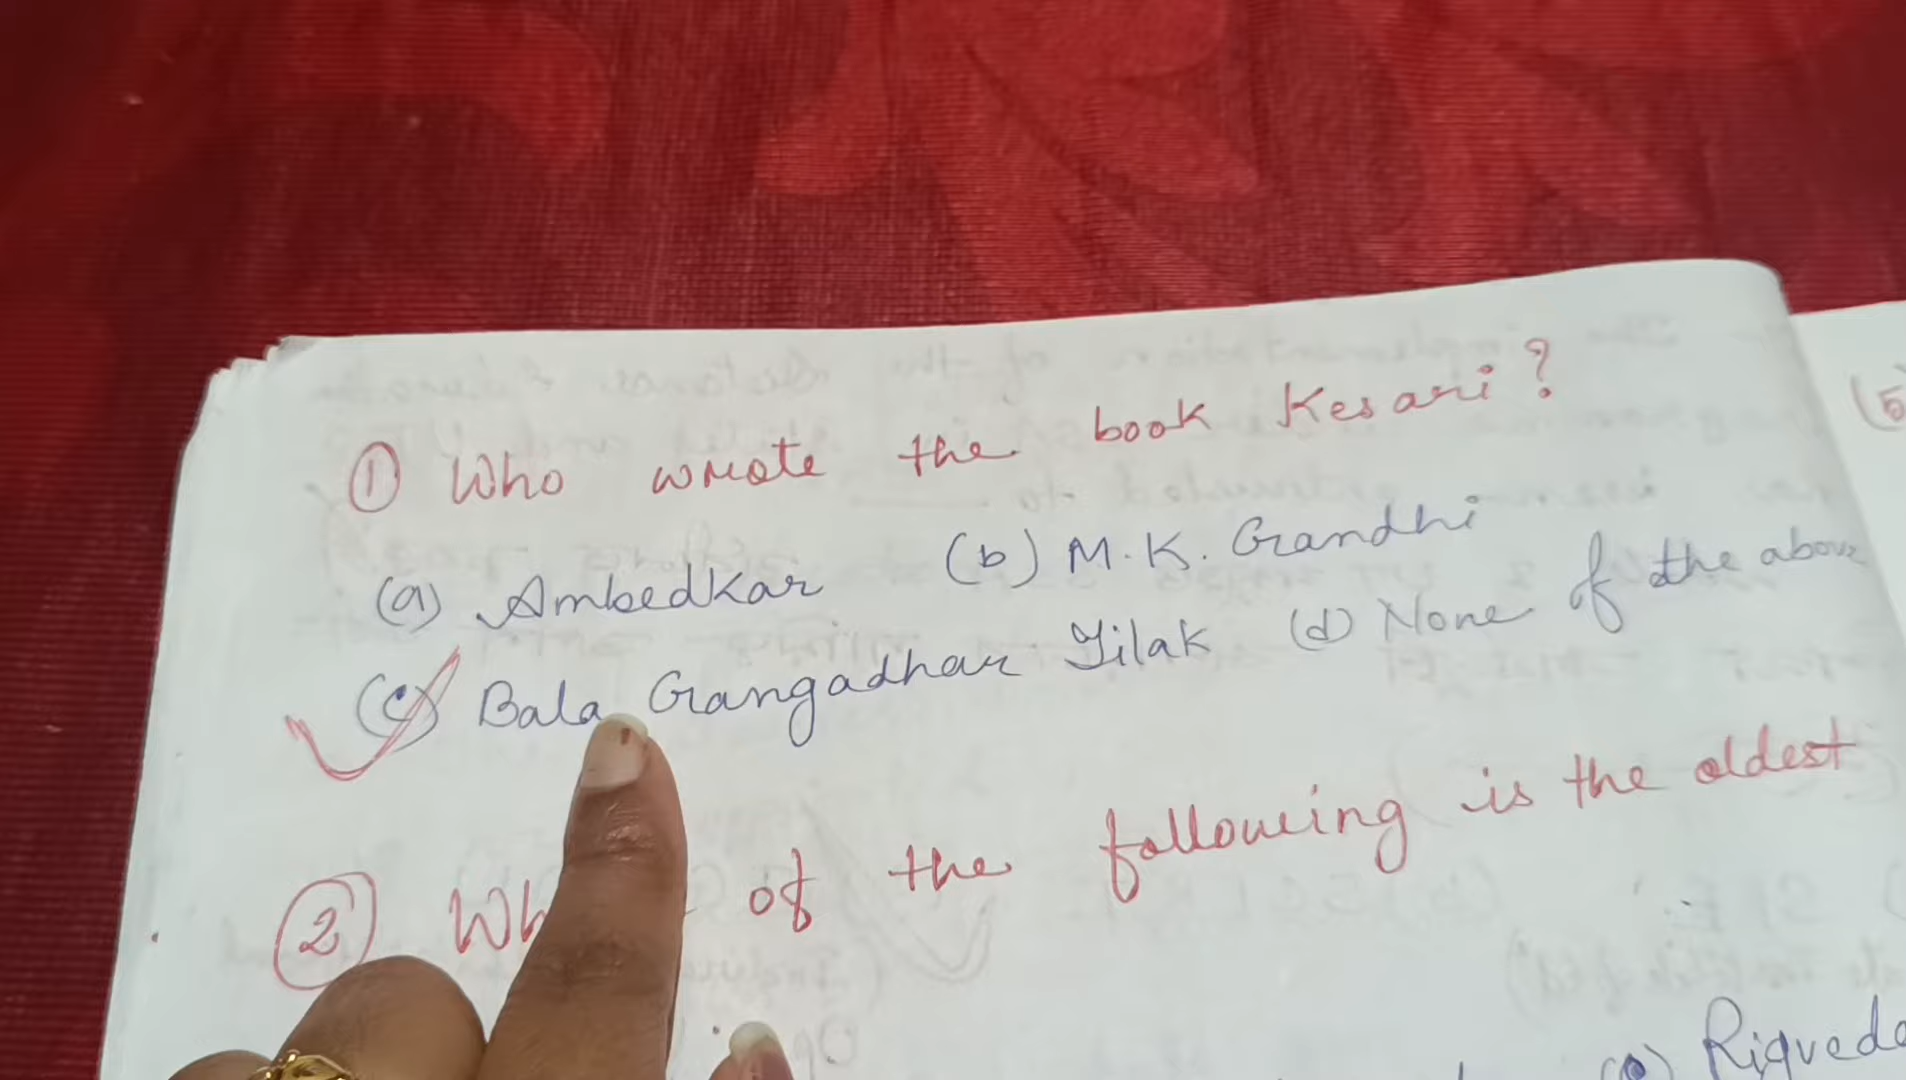 ① Who wrote the book Kesari?
(a) Ambedkar (b) M.K. Gandhi
(c) Bala Gangadhar Tilak (d) None of the above
② of the following is the oldest
(5
Rigveda